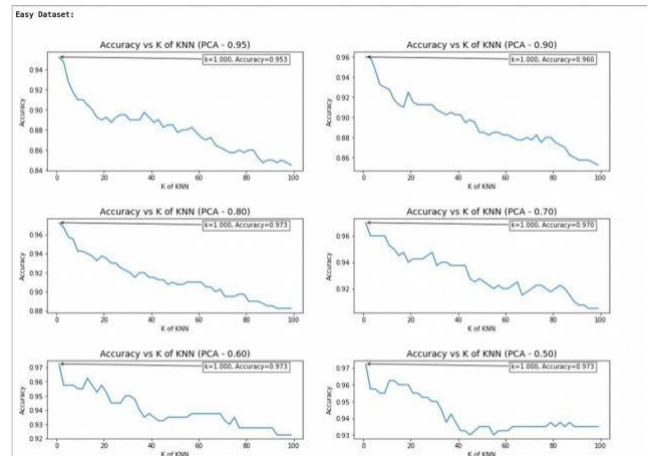 Easy Dataset:
Accuracy vs K of KNN (PCA - 0.95)
k=1.000, Accuracy=0.953
Accuracy
0.94
0.92
0.90
0.88
0.86
0.84
0 20 40 60 80 100
K of KNN
Accuracy vs K of KNN (PCA - 0.90)
k=1.000, Accuracy=0.960
Accuracy
0.96
0.94
0.92
0.90
0.88
0.86
0 20 40 60 80 100
K of KNN
Accuracy vs K of KNN (PCA - 0.80)
k=1.000, Accuracy=0.973
Accuracy
0.96
0.94
0.92
0.90
0.88
0 20 40 60 80 100
K of KNN
Accuracy vs K of KNN (PCA - 0.70)
k=1.000, Accuracy=0.970
Accuracy
0.96
0.94
0.92
0 20 40 60 80 100
K of KNN
Accuracy vs K of KNN (PCA - 0.60)
k=1.000, Accuracy=0.973
Accuracy
0.97
0.96
0.95
0.94
0.93
0.92
0 20 40 60 80 100
K of KNN
Accuracy vs K of KNN (PCA - 0.50)
k=1.000, Accuracy=0.973
Accuracy
0.97
0.96
0.95
0.94
0.93
0 20 40 60 80 100
K of KNN